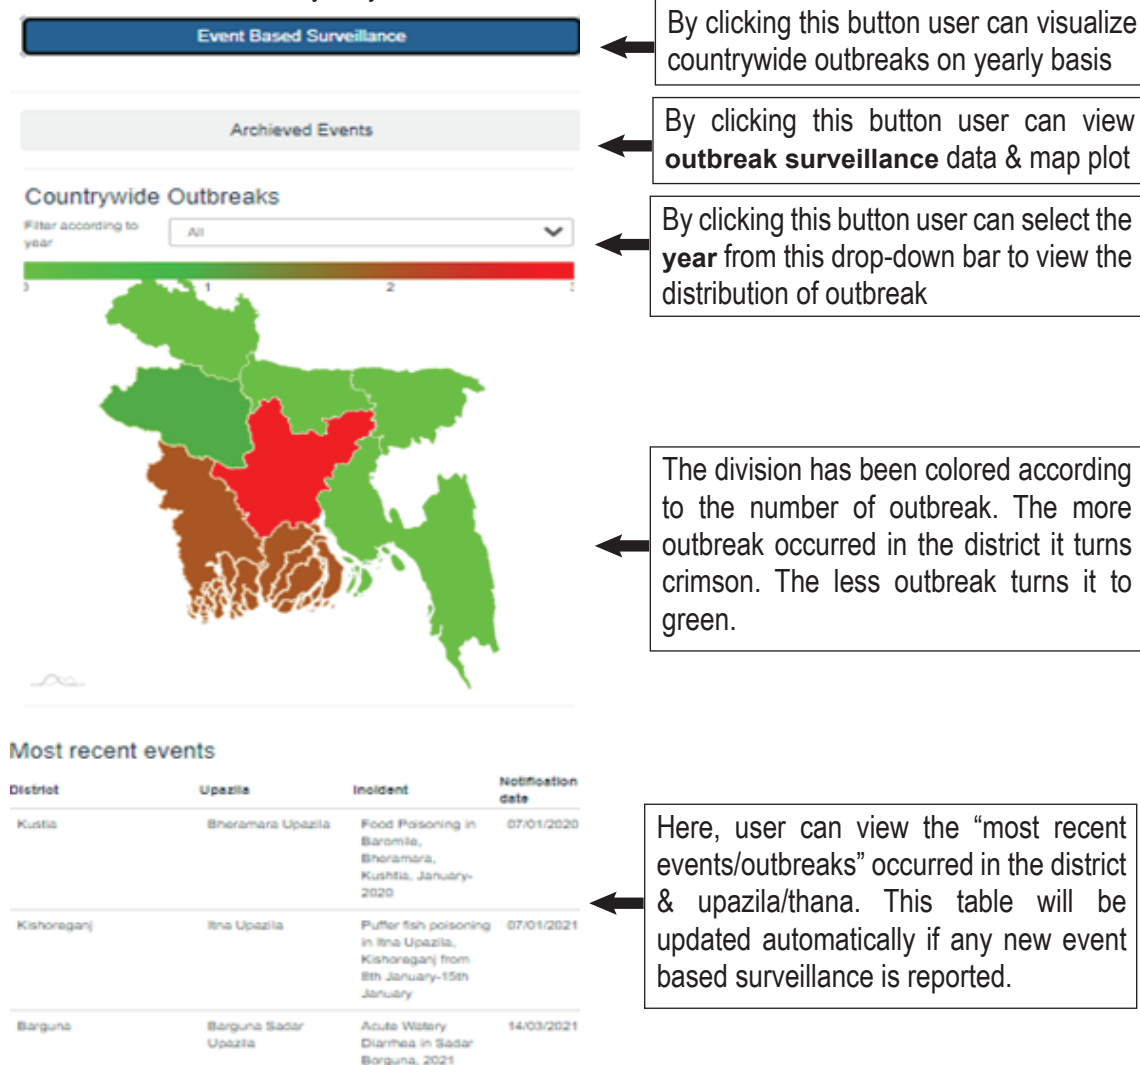 Event Based Surveillance
By clicking this button user can visualize
countrywide outbreaks on yearly basis
Archieved Events
By clicking this button user can view
outbreak surveillance data & map plot
Countrywide Outbreaks
Filter according to
year
All
By clicking this button user can select the
year from this drop-down bar to view the
distribution of outbreak
0 1 2 3
The division has been colored according
to the number of outbreak. The more
outbreak occurred in the district it turns
crimson. The less outbreak turns it to
green.
Most recent events
District Upazila Incident Notification
date
Kustia Bheramara Upazila Food Poisoning in 07/01/2020
Baromile,
Bheramara,
Kushtia, January-
2020
Kishoreganj Itna Upazila Puffer fish poisoning 07/01/2021
in Itna Upazila,
Kishoreganj from
8th January-15th
January
Barguna Barguna Sadar Acute Watery 14/03/2021
Upazila Diarrhea in Sadar
Borguna, 2021
Here, user can view the “most recent
events/outbreaks” occurred in the district
& upazila/thana. This table will be
updated automatically if any new event
based surveillance is reported.